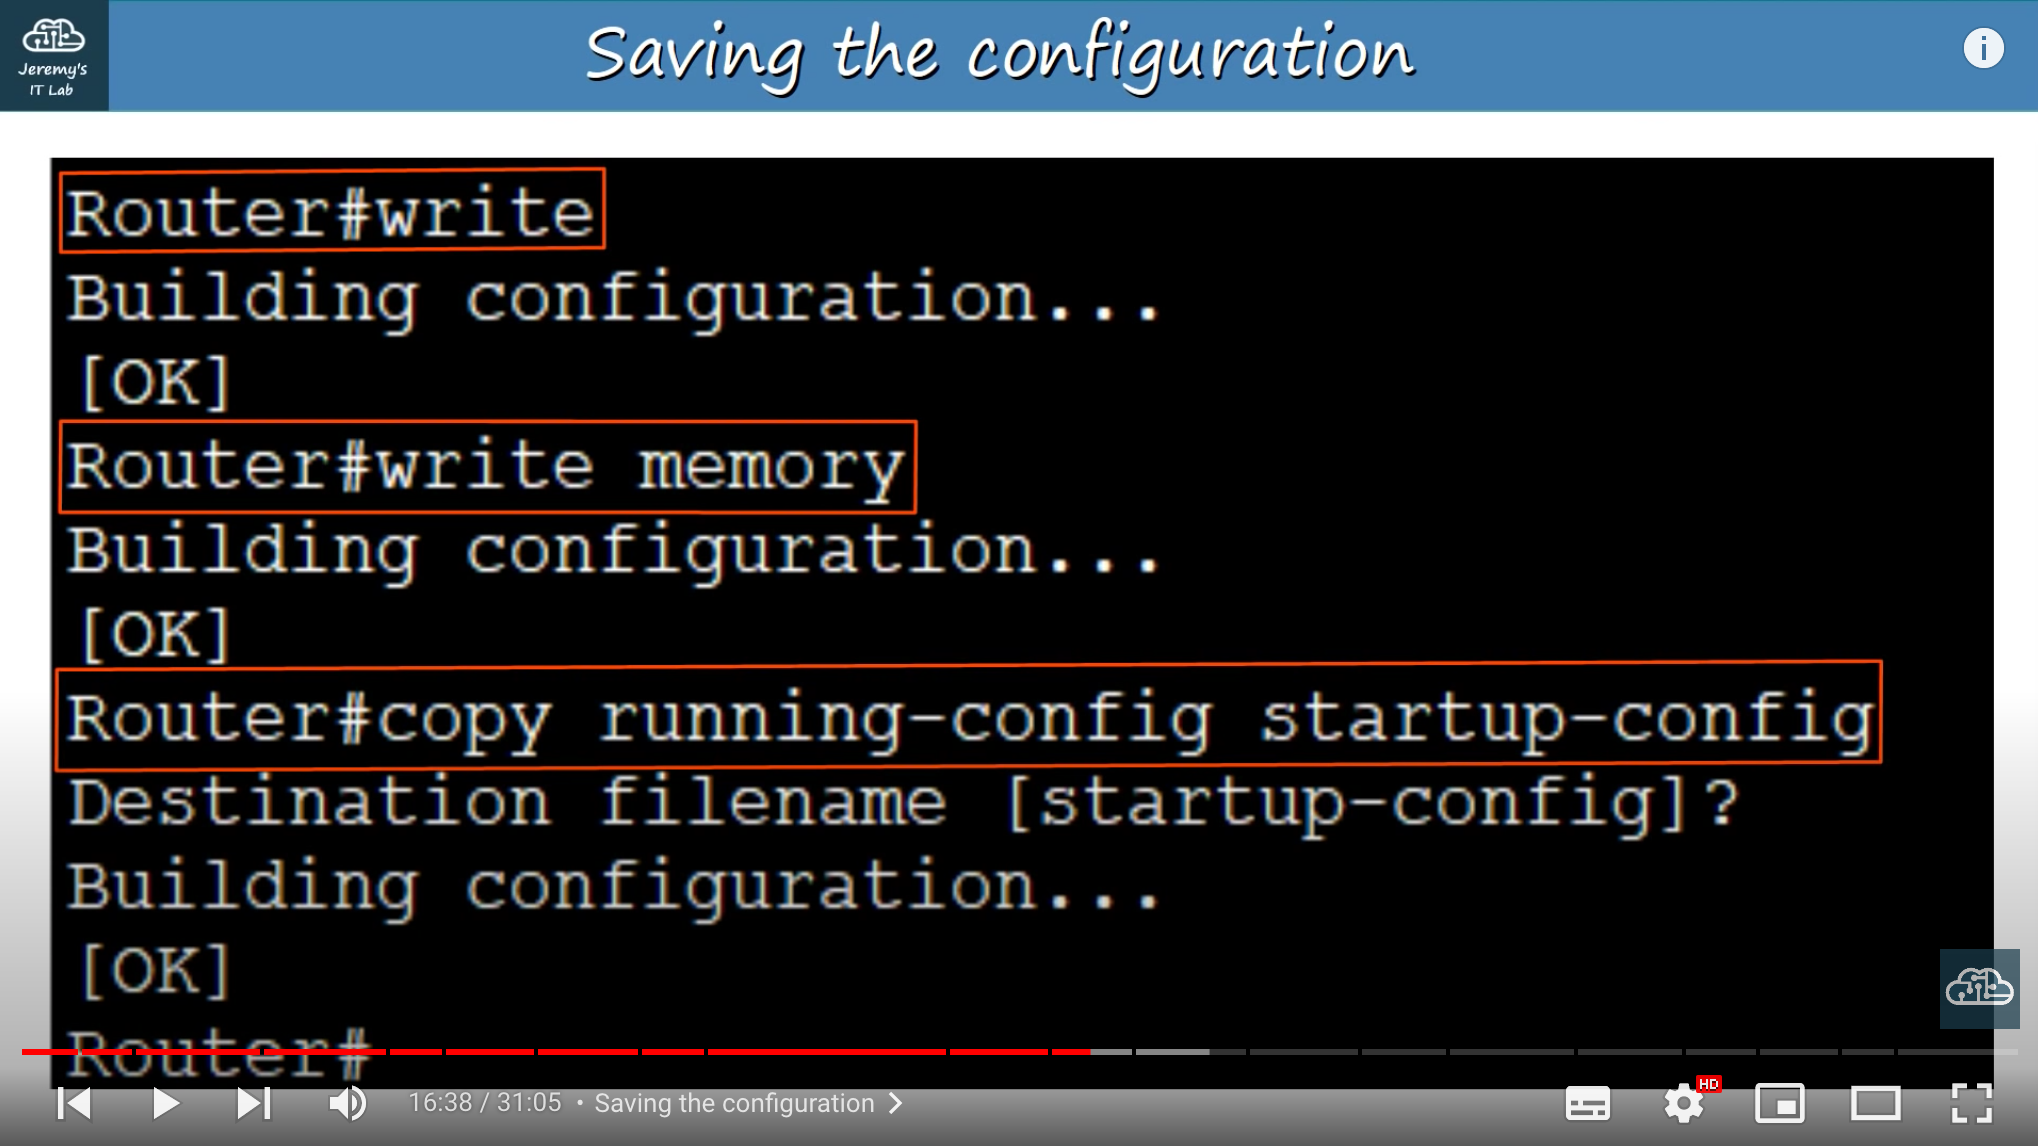 Jeremy's
IT Lab
Saving the configuration
Router#write
Building configuration...
[OK]
Router#write memory
Building configuration...
[OK]
Router#copy running-config startup-config
Destination filename [startup-config]?
Building configuration...
[OK]
Router#
16:38 / 31:05 • Saving the configuration
HD